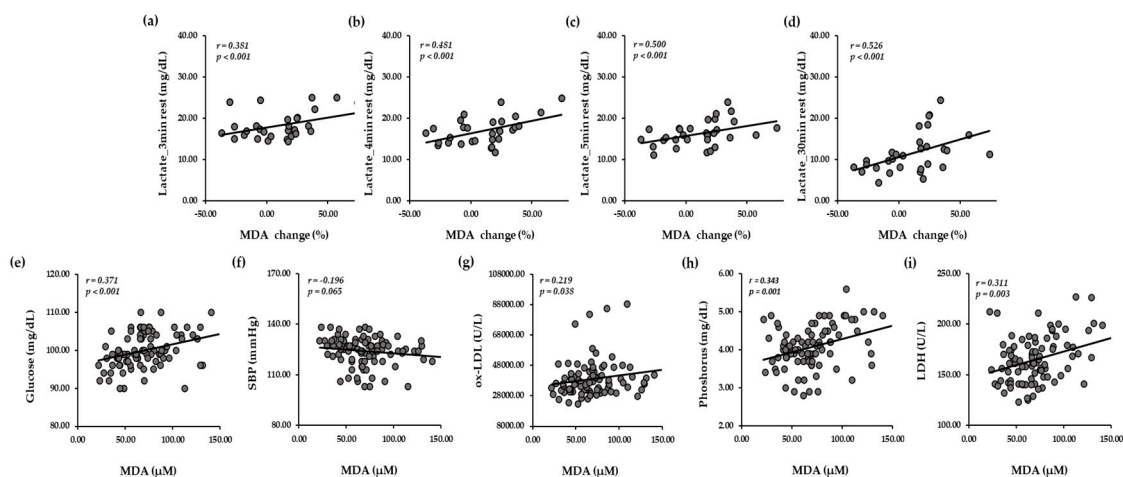 (a)
r = 0.381
p < 0.001
Lactate_3min rest (mg/dL)
40.00
30.00
20.00
10.00
0.00
-50.00 0.00 50.00
MDA change (%)
(b)
r = 0.481
p < 0.001
Lactate_4min rest (mg/dL)
40.00
30.00
20.00
10.00
0.00
-50.00 0.00 50.00
MDA change (%)
(c)
r = 0.500
p < 0.001
Lactate_5min rest (mg/dL)
40.00
30.00
20.00
10.00
0.00
-50.00 0.00 50.00
MDA change (%)
(d)
r = 0.526
p < 0.001
Lactate_30min rest (mg/dL)
40.00
30.00
20.00
10.00
0.00
-50.00 0.00 50.00
MDA change (%)
(e)
r = 0.371
p < 0.001
Glucose (mg/dL)
120.00
110.00
100.00
90.00
80.00
0.00 50.00 100.00 150.00
MDA (μM)
(f)
r = -0.196
p = 0.065
SBP (mmHg)
170.00
140.00
110.00
80.00
0.00 50.00 100.00 150.00
MDA (μM)
(g)
r = 0.219
p = 0.038
ox-LDL (U/L)
108000.00
88000.00
68000.00
48000.00
28000.00
8000.00
0.00 50.00 100.00 150.00
MDA (μM)
(h)
r = 0.343
p = 0.001
Phoshorus (mg/dL)
6.00
5.00
4.00
3.00
2.00
0.00 50.00 100.00 150.00
MDA (μM)
(i)
r = 0.311
p = 0.003
LDH (U/L)
250.00
200.00
150.00
100.00
0.00 50.00 100.00 150.00
MDA (μM)